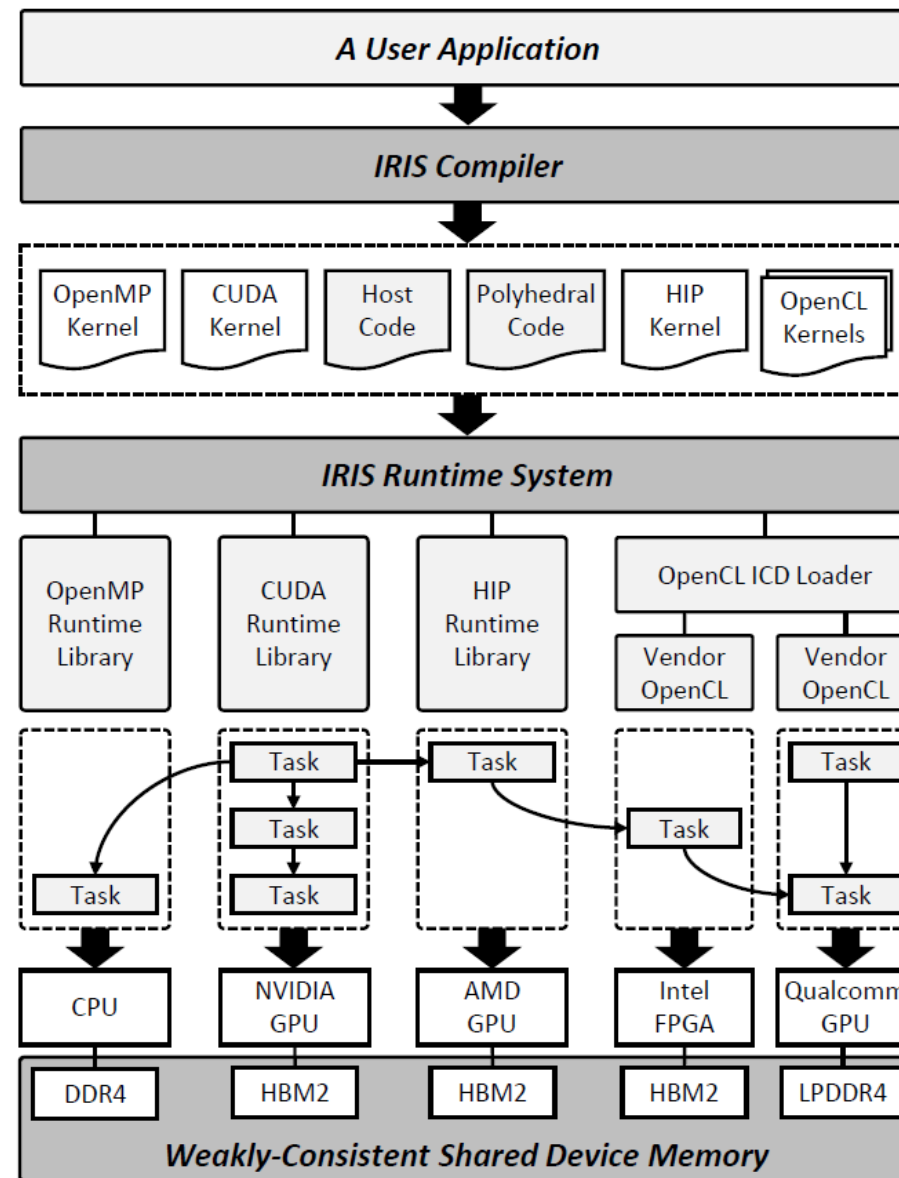 A User Application
IRIS Compiler
OpenMP
Kernel
CUDA
Kernel
Host
Code
Polyhedral
Code
HIP
Kernel
OpenCL
Kernels
IRIS Runtime System
OpenMP
Runtime
Library
CUDA
Runtime
Library
HIP
Runtime
Library
OpenCL ICD Loader
Vendor
OpenCL
Vendor
OpenCL
Task
Task
Task
Task
Task
Task
Task
Task
CPU
NVIDIA
GPU
AMD
GPU
Intel
FPGA
Qualcomm
GPU
DDR4
HBM2
HBM2
HBM2
LPDDR4
Weakly-Consistent Shared Device Memory